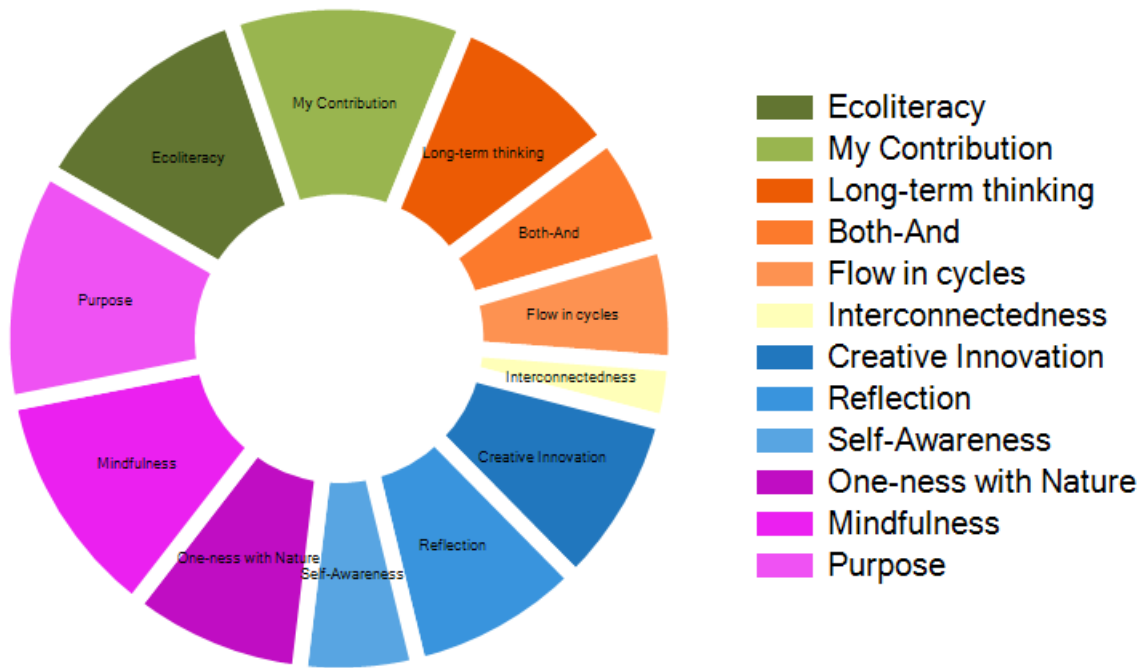 My Contribution
Ecoliteracy
Long-term thinking
Both-And
Purpose
Flow in cycles
Interconnectedness
Mindfulness
Creative Innovation
Reflection
One-ness with Nature
Self-Awareness
Ecoliteracy
My Contribution
Long-term thinking
Both-And
Flow in cycles
Interconnectedness
Creative Innovation
Reflection
Self-Awareness
One-ness with Nature
Mindfulness
Purpose